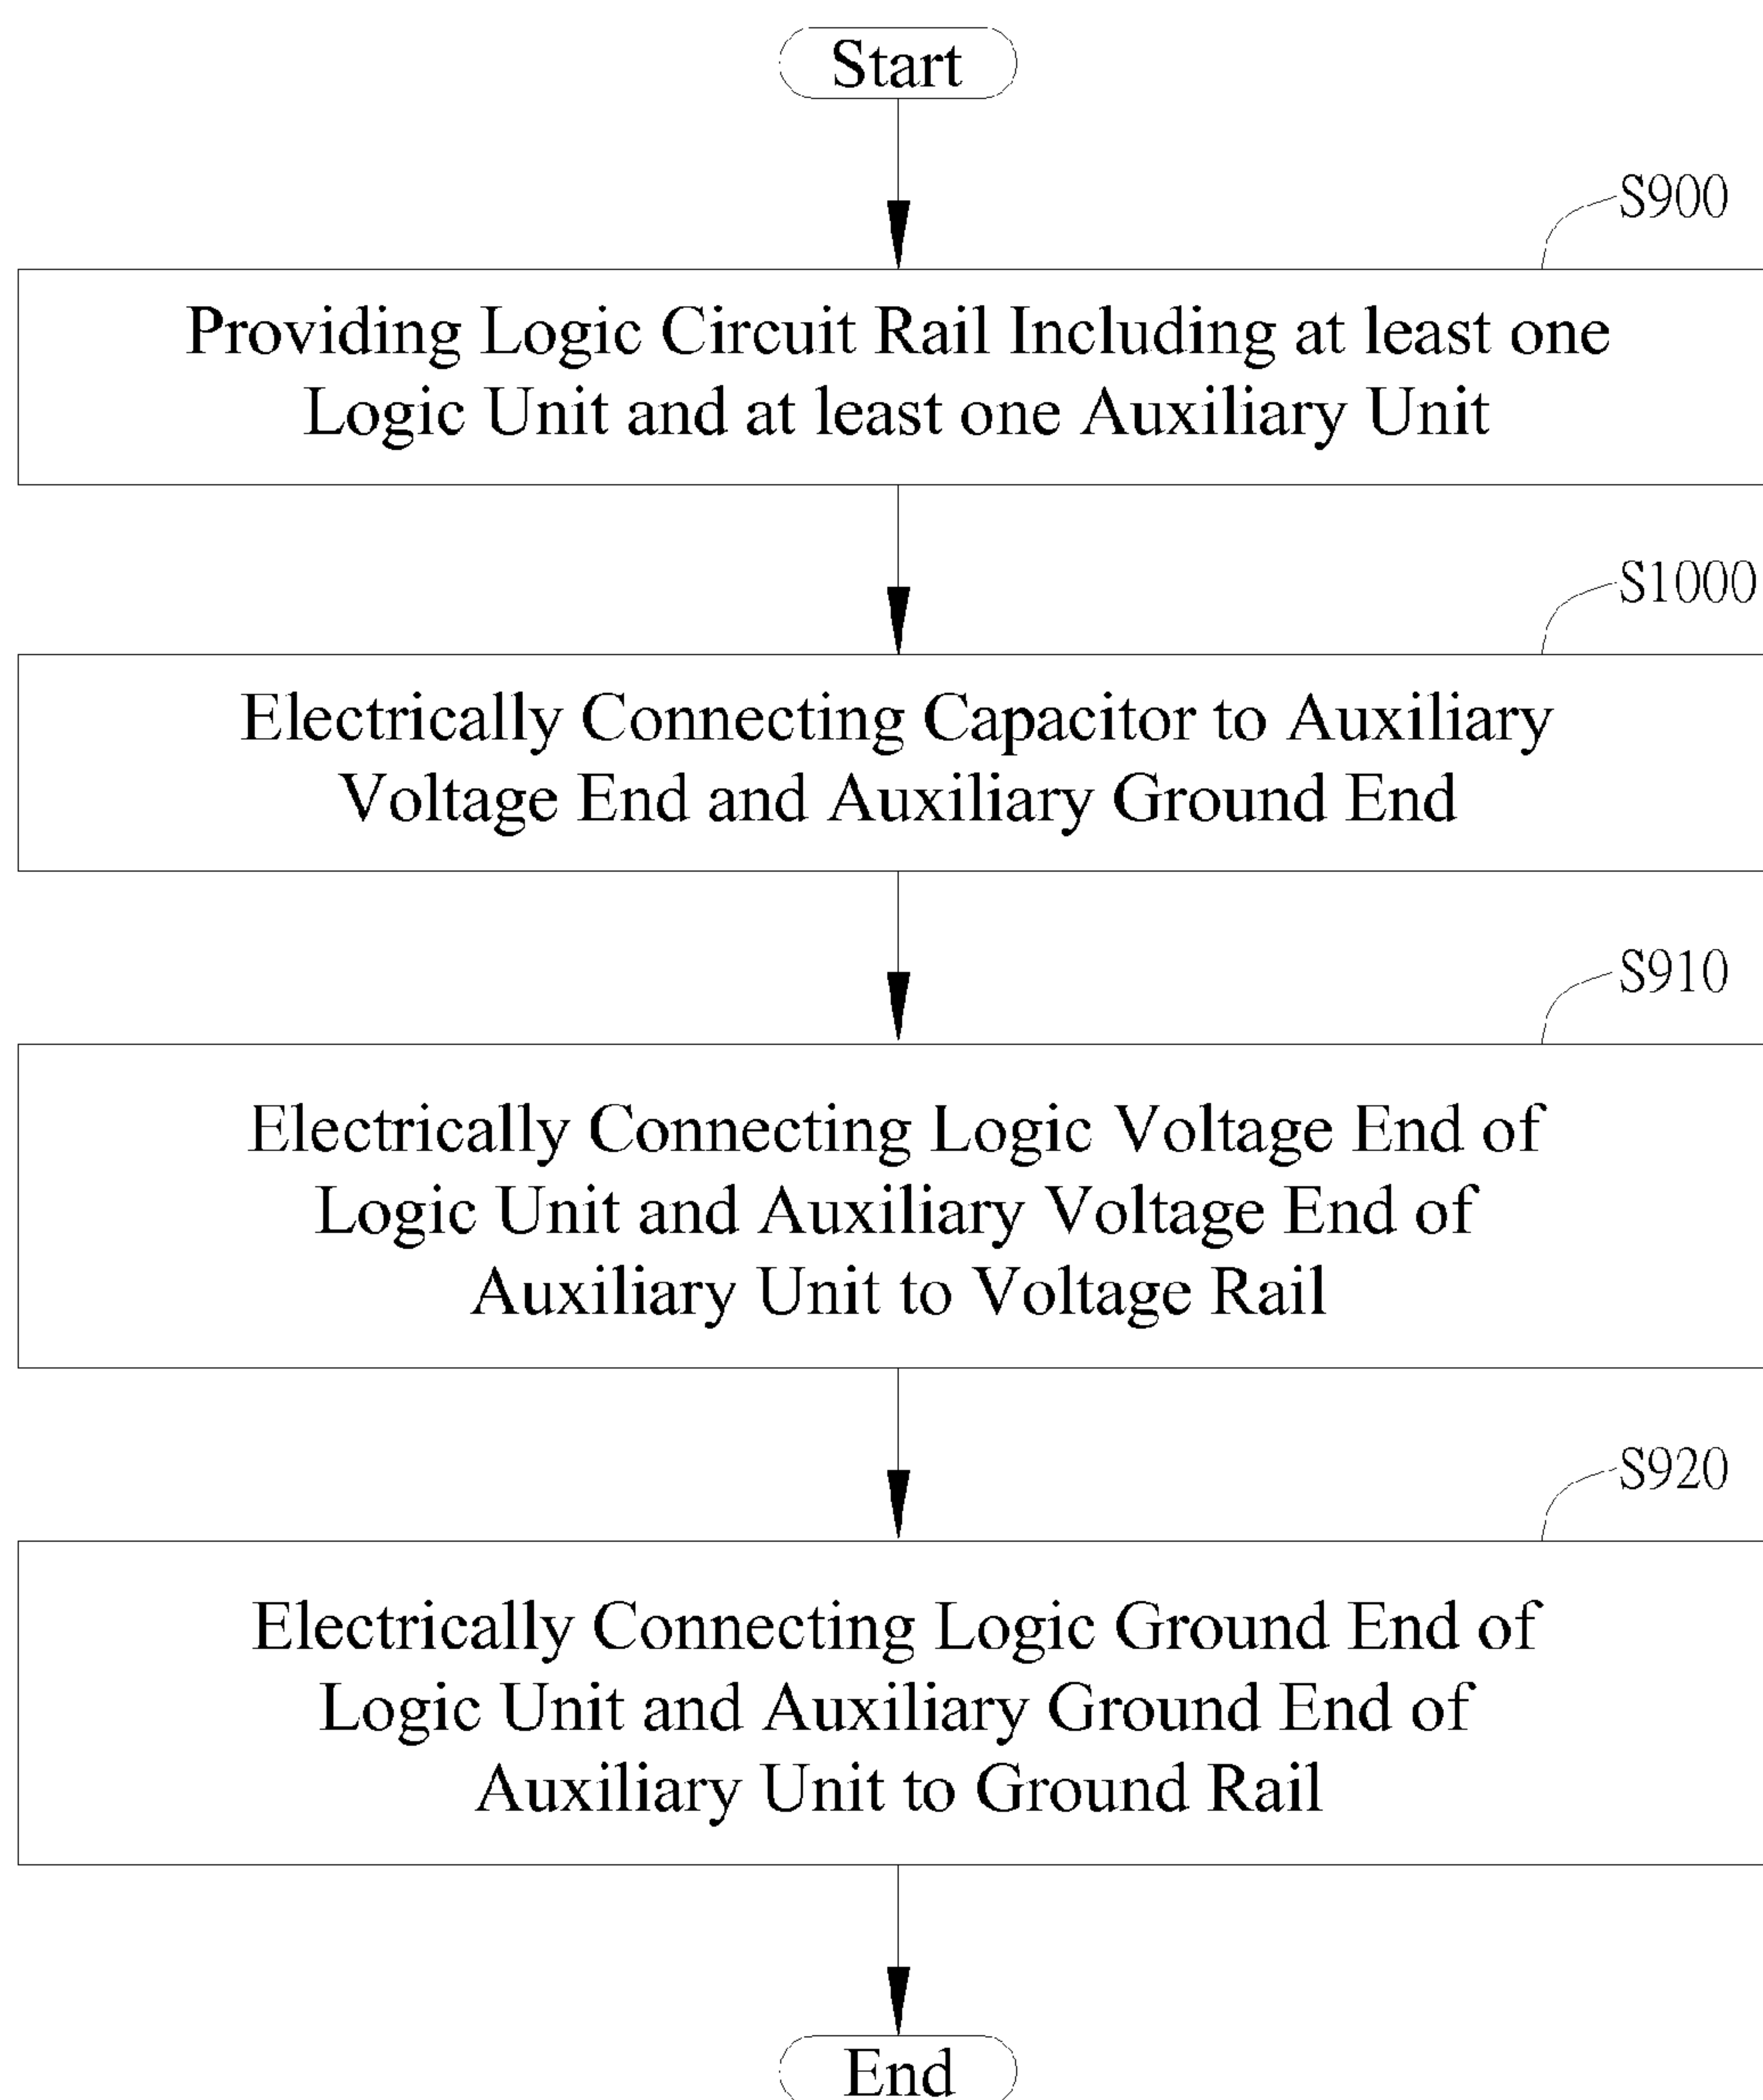 Start
S900
Providing Logic Circuit Rail Including at least one
Logic Unit and at least one Auxiliary Unit
S1000
Electrically Connecting Capacitor to Auxiliary
Voltage End and Auxiliary Ground End
S910
Electrically Connecting Logic Voltage End of
Logic Unit and Auxiliary Voltage End of
Auxiliary Unit to Voltage Rail
S920
Electrically Connecting Logic Ground End of
Logic Unit and Auxiliary Ground End of
Auxiliary Unit to Ground Rail
End